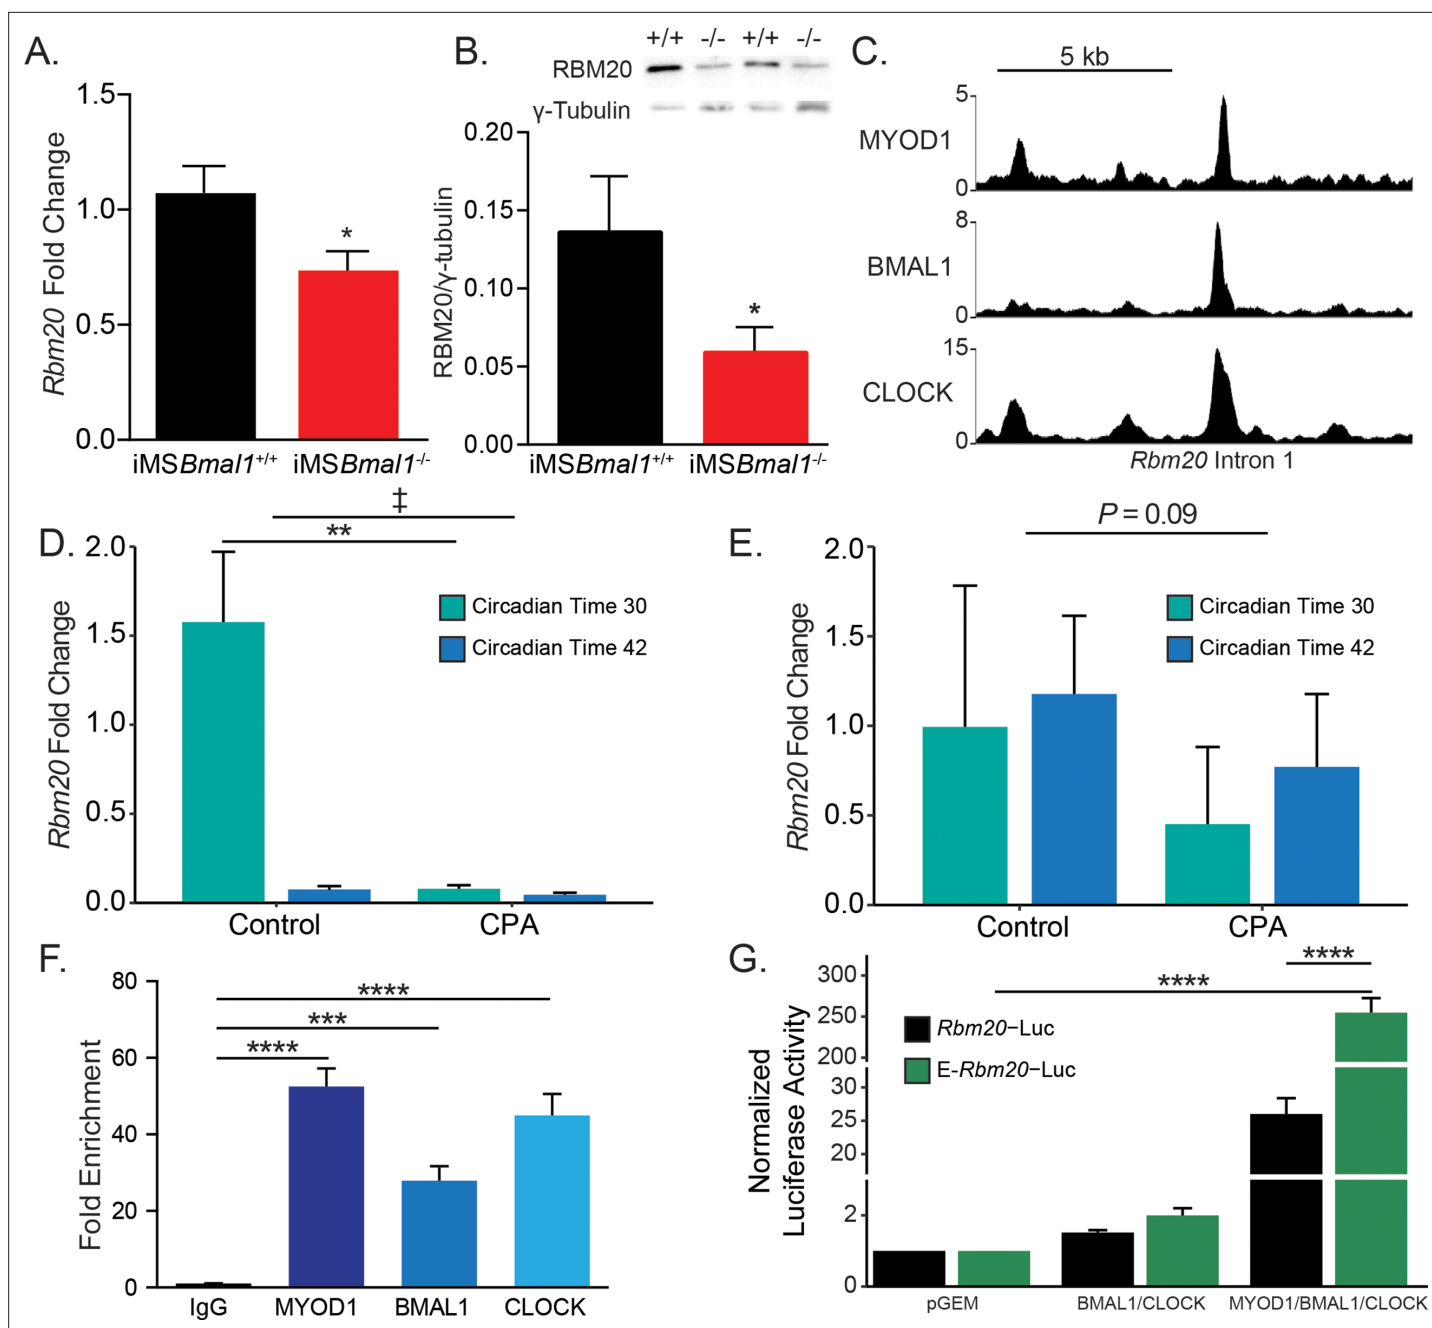 A.
1.5
1.0
0.5
0.0
Rbm20 Fold Change
*
iMSBmal1+/+
iMSBmal1-/-
B.
+/+ -/- +/+ -/-
RBM20
γ-Tubulin
0.20
0.15
0.10
0.05
0.00
RBM20/γ-tubulin
*
iMSBmal1+/+
iMSBmal1-/-
C.
5 kb
MYOD1
5
0
BMAL1
8
0
CLOCK
15
0
Rbm20 Intron 1
D.
‡
**
2.0
1.5
1.0
0.5
0.0
Rbm20 Fold Change
Circadian Time 30
Circadian Time 42
Control
CPA
E.
P = 0.09
2.0
1.5
1.0
0.5
0.0
Rbm20 Fold Change
Circadian Time 30
Circadian Time 42
Control
CPA
F.
80
60
40
20
0
Fold Enrichment
****
***
****
IgG
MYOD1
BMAL1
CLOCK
G.
300
250
200
30
25
20
2
0
Normalized
Luciferase Activity
****
****
Rbm20−Luc
E-Rbm20−Luc
pGEM
BMAL1/CLOCK
MYOD1/BMAL1/CLOCK